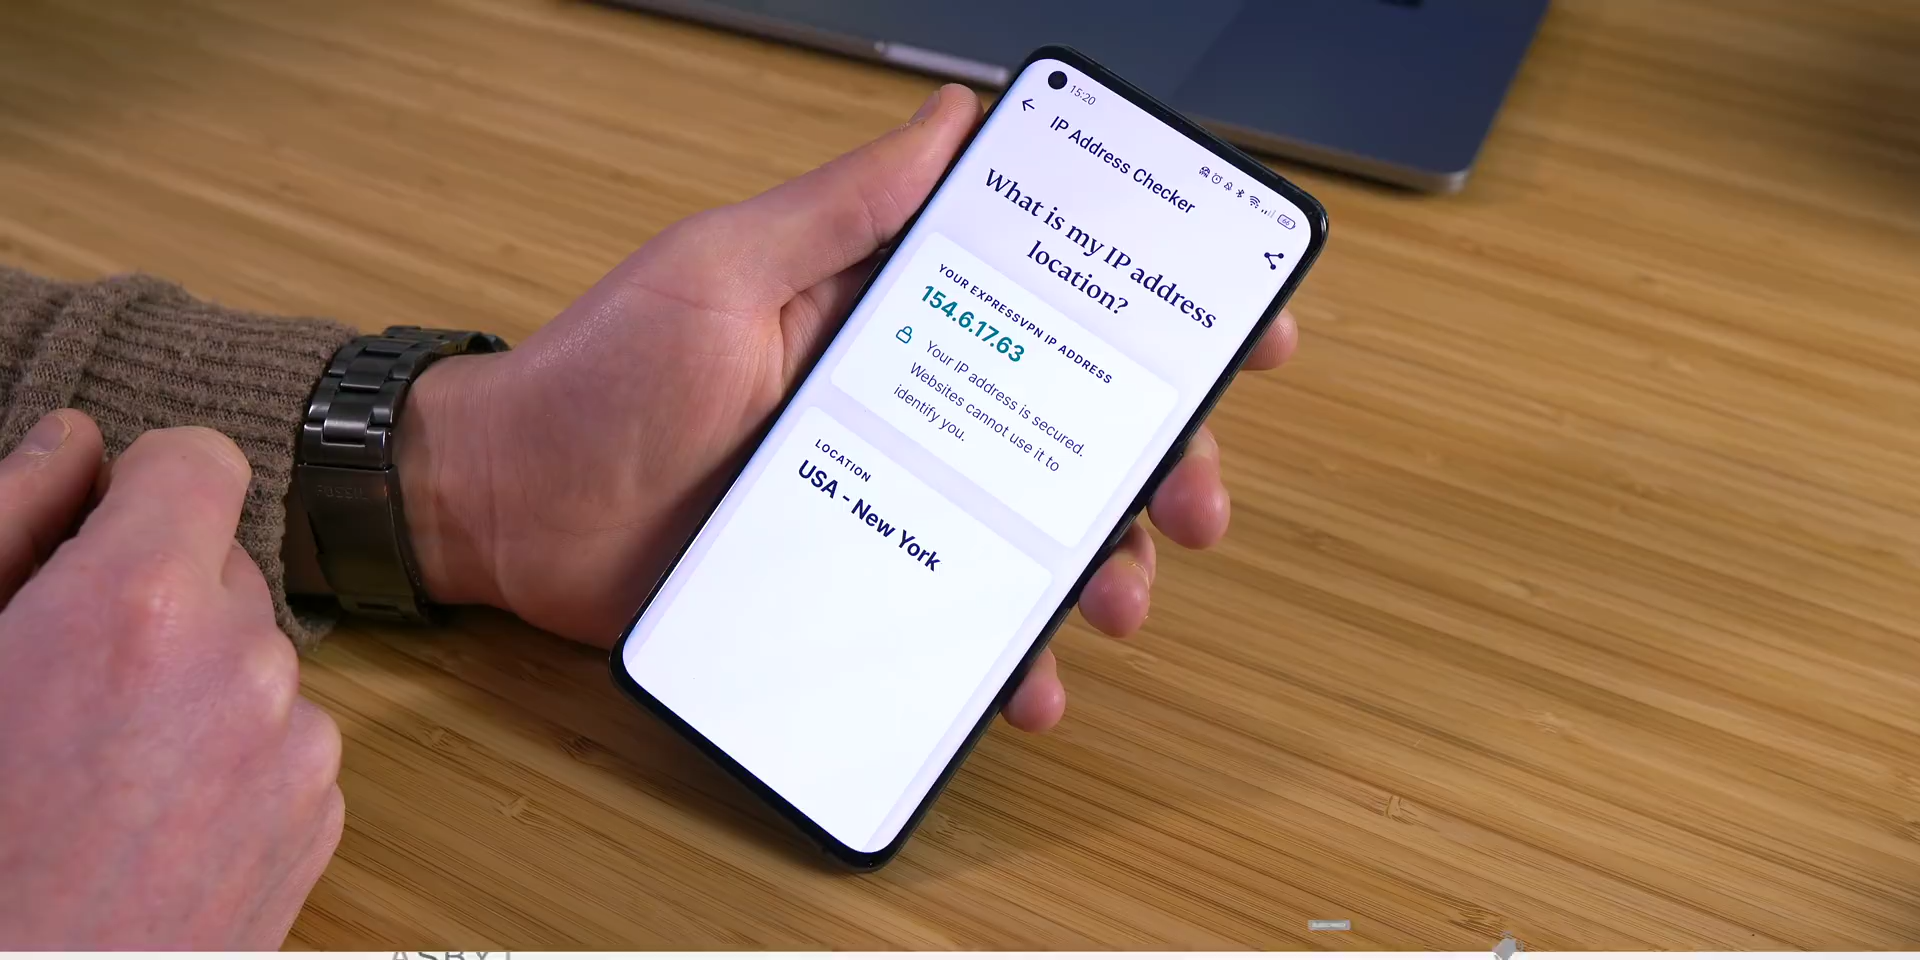 15:20
IP Address Checker
What is my IP address
location?
YOUR EXPRESSVPN IP ADDRESS
154.6.17.63
Your IP address is secured.
Websites cannot use it to
identify you.
LOCATION
USA - New York
FOSSIL